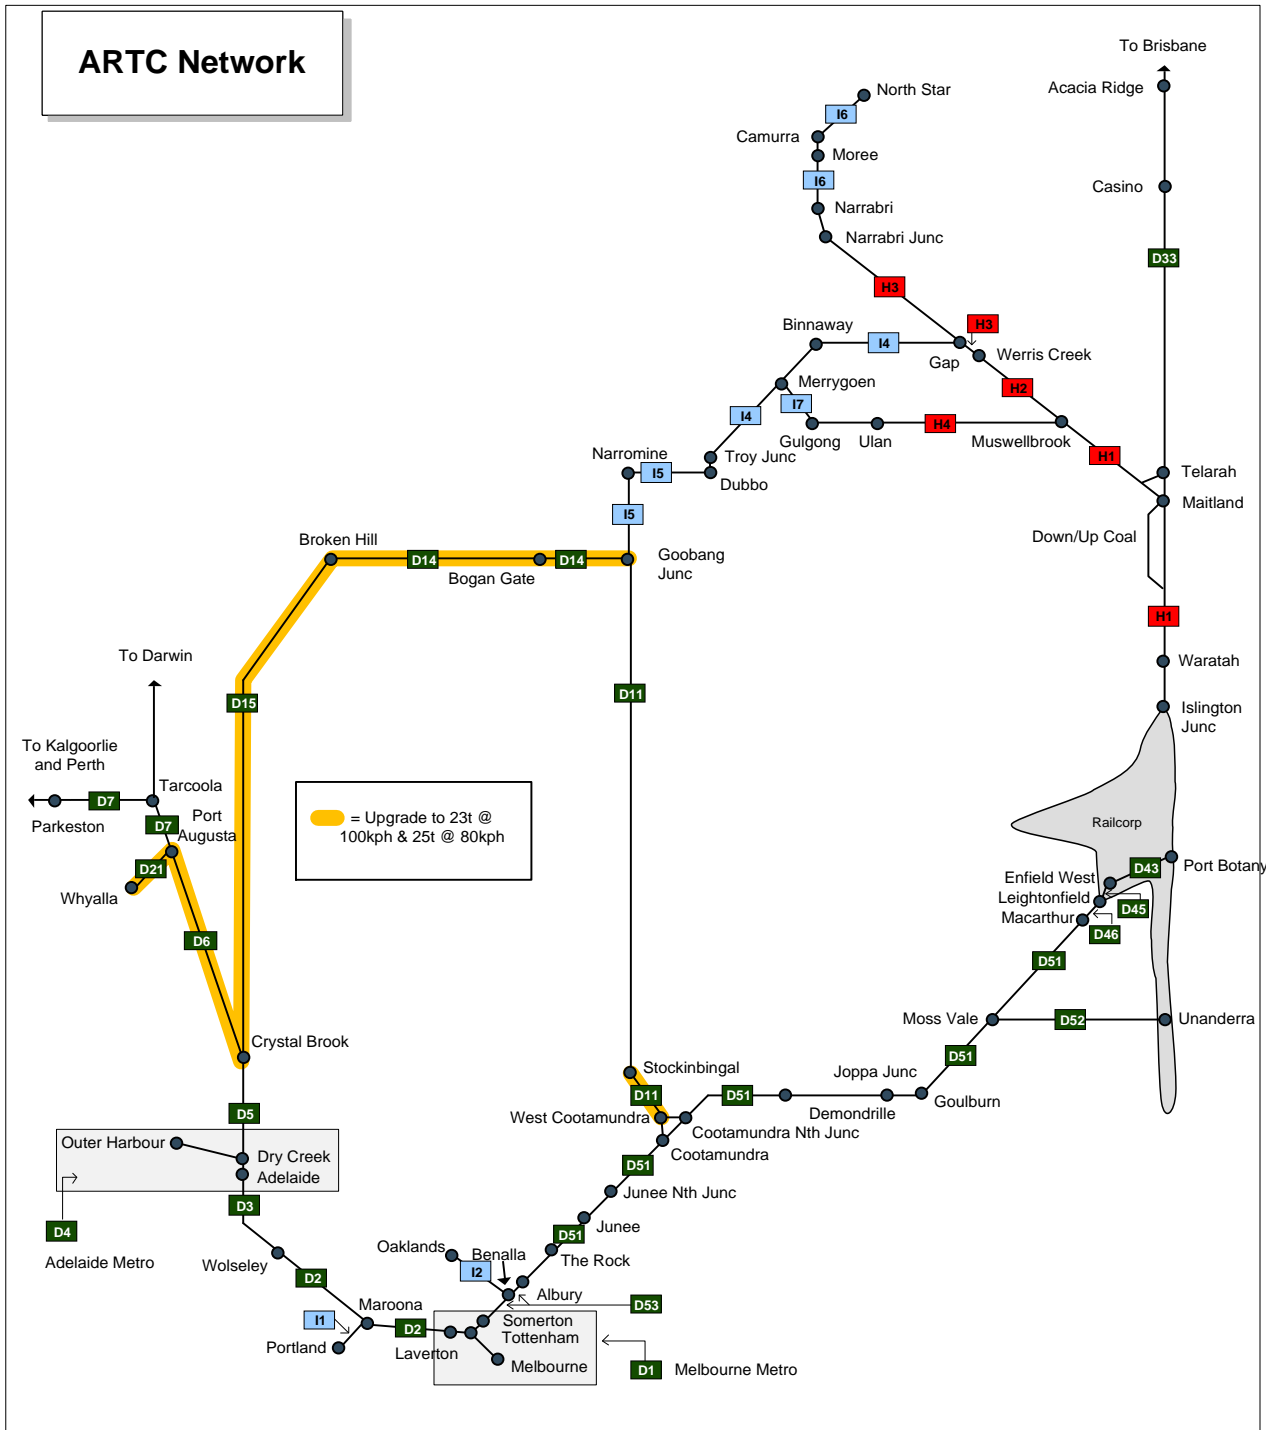 ARTC Network
To Brisbane
Acacia Ridge
North Star
I6
Camurra
Moree
I6
Casino
Narrabri
Narrabri Junc
D33
H3
Binnaway
H3
I4
Gap
Werris Creek
Merrygoen
H2
I7
I4
Gulgong
Ulan
H4
Muswellbrook
H1
Narromine
Troy Junc
I5
Dubbo
Telarah
Maitland
I5
Down/Up Coal
Broken Hill
D14
D14
Bogan Gate
Goobang
Junc
H1
To Darwin
Waratah
D15
D11
Islington
Junc
To Kalgoorlie
and Perth
Tarcoola
D7
Parkeston
D7
Port
Augusta
= Upgrade to 23t @
100kph & 25t @ 80kph
Railcorp
D21
Whyalla
D43
Port Botany
Enfield West
Leightonfield
Macarthur
D45
D46
D6
D51
Moss Vale
D52
Unanderra
Crystal Brook
D51
Stockinbingal
Joppa Junc
D11
D51
Goulburn
D5
West Cootamundra
Demondrille
Cootamundra Nth Junc
Outer Harbour
Dry Creek
Adelaide
Cootamundra
D51
Junee Nth Junc
D3
D4
Junee
D51
Adelaide Metro
Wolseley
Oaklands
Benalla
The Rock
I2
D2
Albury
D53
Maroona
I1
D2
Somerton
Tottenham
Portland
Laverton
Melbourne
D1
Melbourne Metro